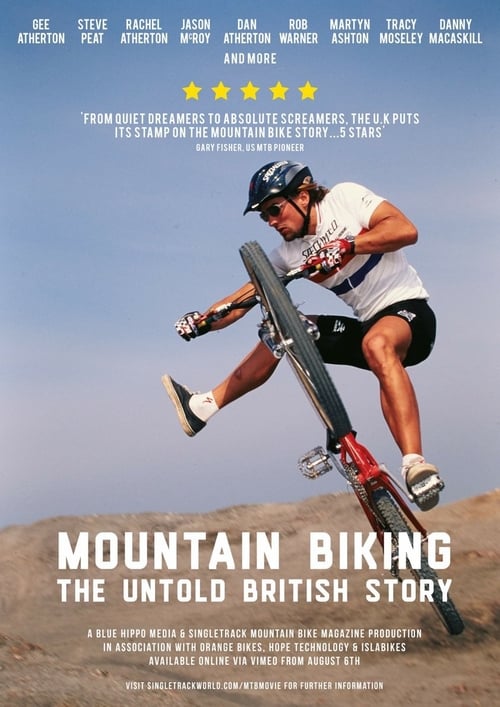 GEE ATHERTON
STEVE PEAT
RACHEL ATHERTON
JASON McROY
DAN ATHERTON
ROB WARNER
MARTYN ASHTON
TRACY MOSELEY
DANNY MACASKILL
AND MORE
'FROM QUIET DREAMERS TO ABSOLUTE SCREAMERS, THE U.K PUTS
ITS STAMP ON THE MOUNTAIN BIKE STORY...5 STARS'
GARY FISHER, US MTB PIONEER
SPECIALIZED
MOUNTAIN BIKING
THE UNTOLD BRITISH STORY
A BLUE HIPPO MEDIA & SINGLETRACK MOUNTAIN BIKE MAGAZINE PRODUCTION
IN ASSOCIATION WITH ORANGE BIKES, HOPE TECHNOLOGY & ISLABIKES
AVAILABLE ONLINE VIA VIMEO FROM AUGUST 6TH
VISIT SINGLETRACKWORLD.COM/MTBMOVIE FOR FURTHER INFORMATION